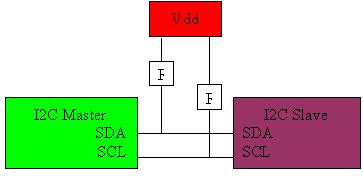 Vdd
F
F
I2C Master
SDA
SCL
I2C Slave
SDA
SCL